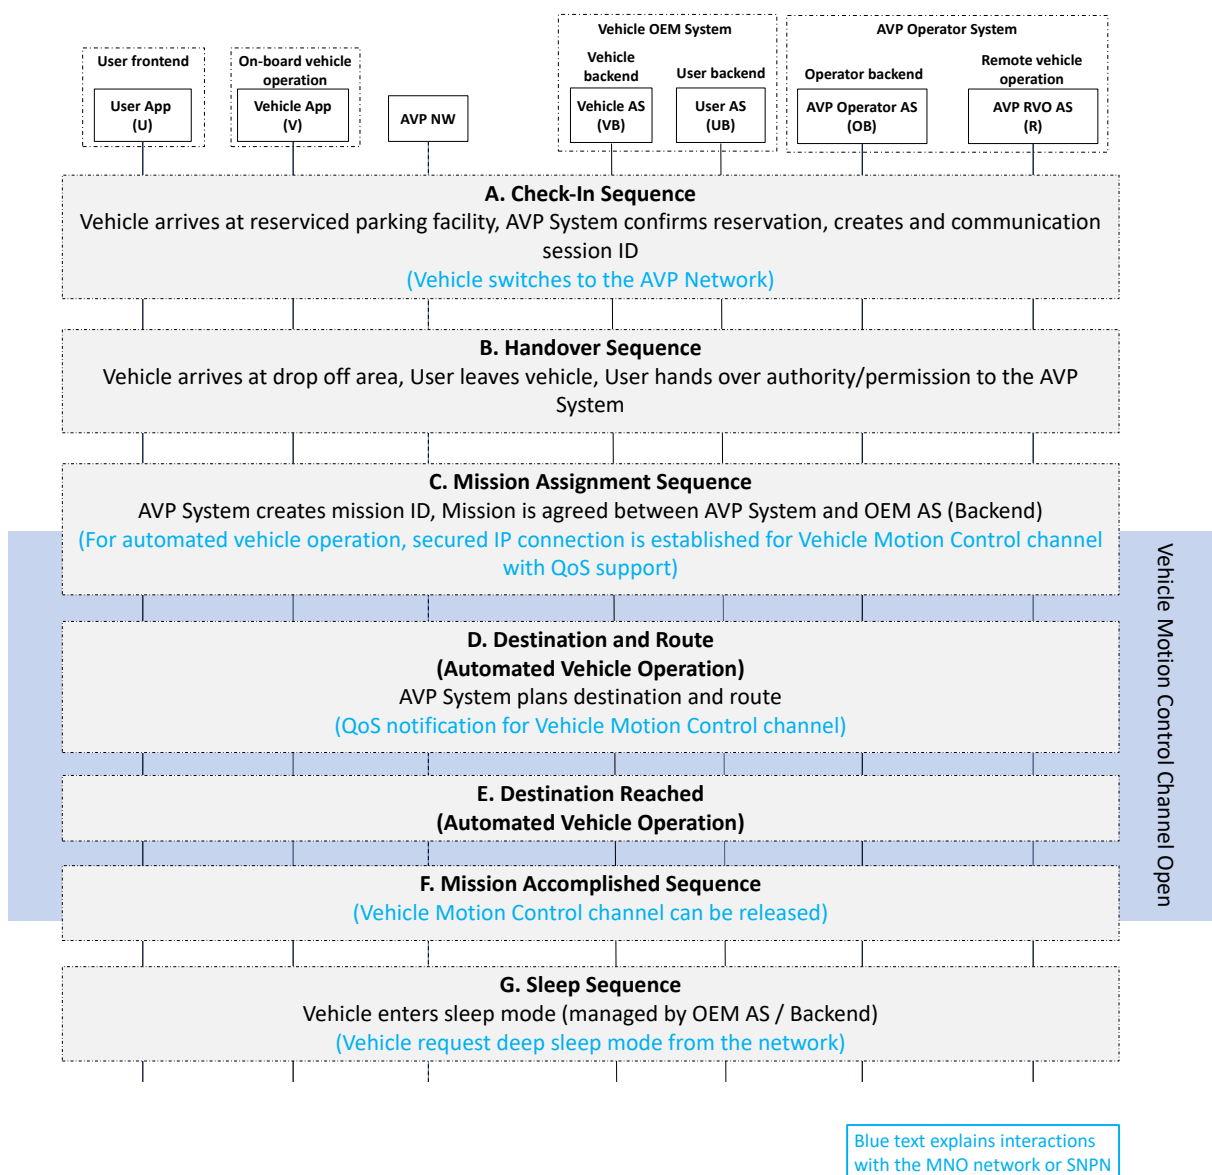 Vehicle OEM System
AVP Operator System
User frontend
On-board vehicle
operation
Vehicle
backend
User backend
Operator backend
Remote vehicle
operation
User App
(U)
Vehicle App
(V)
AVP NW
Vehicle AS
(VB)
User AS
(UB)
AVP Operator AS
(OB)
AVP RVO AS
(R)
A. Check-In Sequence
Vehicle arrives at reserviced parking facility, AVP System confirms reservation, creates and communication
session ID
(Vehicle switches to the AVP Network)
B. Handover Sequence
Vehicle arrives at drop off area, User leaves vehicle, User hands over authority/permission to the AVP
System
C. Mission Assignment Sequence
AVP System creates mission ID, Mission is agreed between AVP System and OEM AS (Backend)
(For automated vehicle operation, secured IP connection is established for Vehicle Motion Control channel
with QoS support)
D. Destination and Route
(Automated Vehicle Operation)
AVP System plans destination and route
(QoS notification for Vehicle Motion Control channel)
E. Destination Reached
(Automated Vehicle Operation)
F. Mission Accomplished Sequence
(Vehicle Motion Control channel can be released)
G. Sleep Sequence
Vehicle enters sleep mode (managed by OEM AS / Backend)
(Vehicle request deep sleep mode from the network)
Vehicle Motion Control Channel Open
Blue text explains interactions
with the MNO network or SNPN